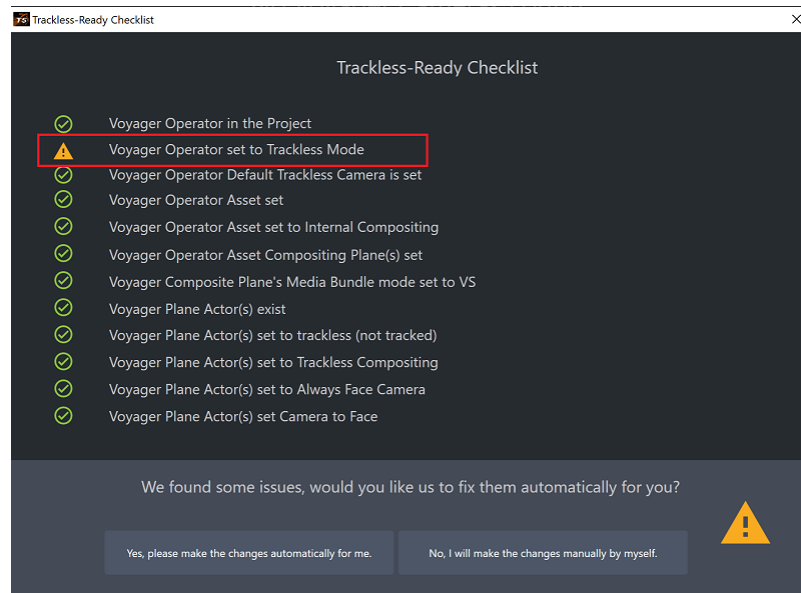 TS Trackless-Ready Checklist
Trackless-Ready Checklist
Voyager Operator in the Project
Voyager Operator set to Trackless Mode
Voyager Operator Default Trackless Camera is set
Voyager Operator Asset set
Voyager Operator Asset set to Internal Compositing
Voyager Operator Asset Compositing Plane(s) set
Voyager Composite Plane's Media Bundle mode set to VS
Voyager Plane Actor(s) exist
Voyager Plane Actor(s) set to trackless (not tracked)
Voyager Plane Actor(s) set to Trackless Compositing
Voyager Plane Actor(s) set to Always Face Camera
Voyager Plane Actor(s) set Camera to Face
We found some issues, would you like us to fix them automatically for you?
Yes, please make the changes automatically for me.
No, I will make the changes manually by myself.